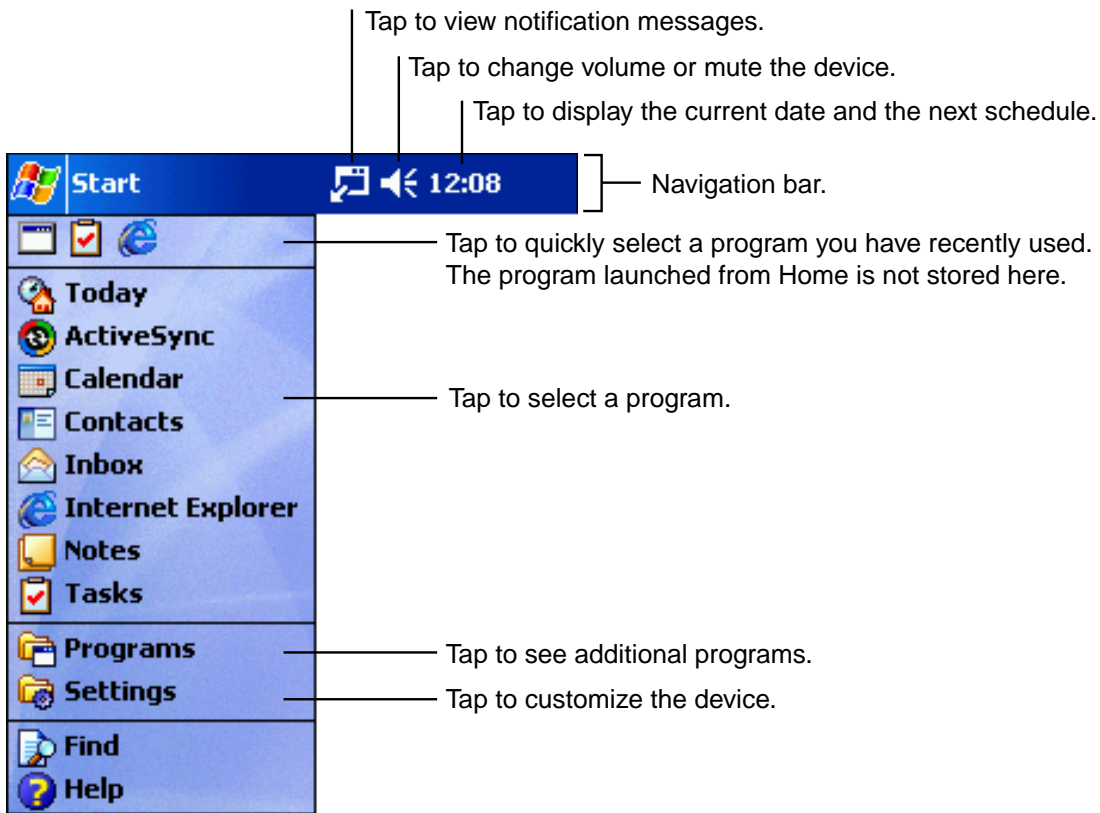 Tap to view notification messages.
Tap to change volume or mute the device.
Tap to display the current date and the next schedule.
Start
12:08
Navigation bar.
Tap to quickly select a program you have recently used.
The program launched from Home is not stored here.
Today
ActiveSync
Calendar
Tap to select a program.
Contacts
Inbox
Internet Explorer
Notes
Tasks
Programs
Tap to see additional programs.
Settings
Tap to customize the device.
Find
Help